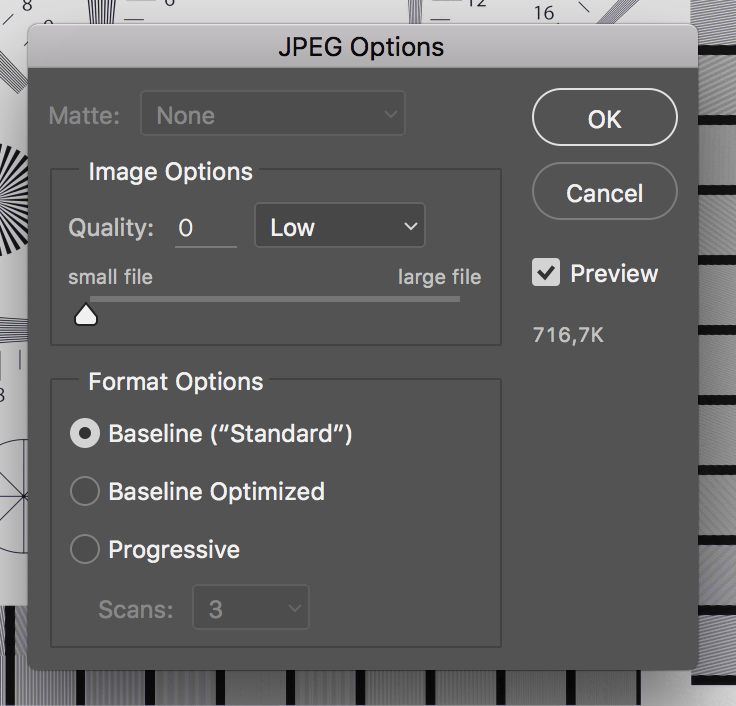 8 6 12 16
JPEG Options
Matte: None
OK
Image Options
Cancel
Quality: 0 Low
small file large file
Preview
716,7K
Format Options
Baseline (“Standard”)
Baseline Optimized
Progressive
Scans: 3